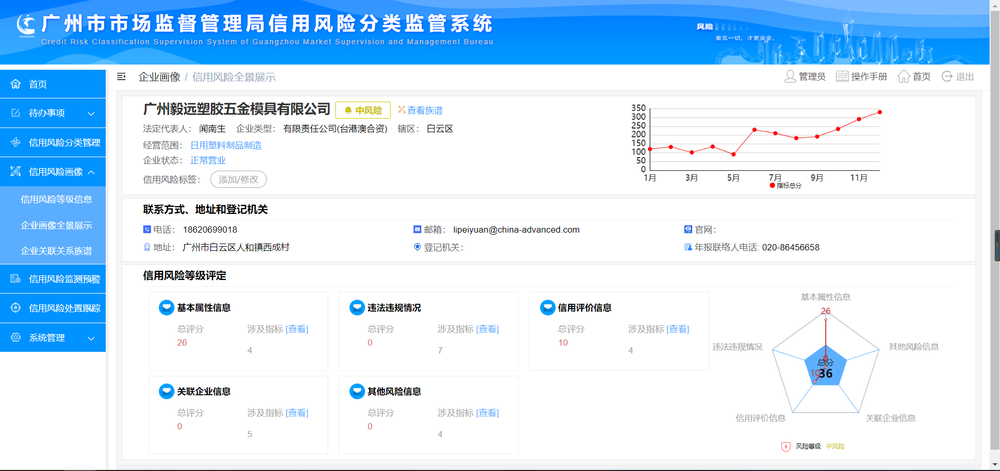 广州市市场监督管理局信用风险分类监管系统
Credit Risk Classification Supervision System of Guangzhou Market Supervision and Management Bureau
风险
看见一切，才更安全。
首页
待办事项
信用风险分类管理
信用风险画像
信用风险等级信息
企业画像全景展示
企业关联关系族谱
信用风险监测预警
信用风险处置跟踪
系统管理
企业画像 / 信用风险全景展示
管理员 操作手册 首页 退出
广州毅远塑胶五金模具有限公司 中风险 查看族谱
法定代表人： 闻南生 企业类型： 有限责任公司(台港澳合资) 辖区： 白云区
经营范围： 日用塑料制品制造
企业状态： 正常营业
信用风险标签： 添加/修改
350
300
250
200
150
100
50
0
1月 3月 5月 7月 9月 11月
指标总分
联系方式、地址和登记机关
电话： 18620699018 邮箱： lipeiyuan@china-advanced.com 官网：
地址： 广州市白云区人和镇西成村 登记机关： 年报联络人电话: 020-86456658
信用风险等级评定
基本属性信息
总评分 涉及指标 [查看]
26
4
违法违规情况
总评分 涉及指标 [查看]
0
7
信用评价信息
总评分 涉及指标 [查看]
10
4
关联企业信息
总评分 涉及指标 [查看]
0
5
其他风险信息
总评分 涉及指标 [查看]
0
4
基本属性信息
26
违法违规情况 其他风险信息
0
总分
10 36
信用评价信息 关联企业信息
风险等级 中风险